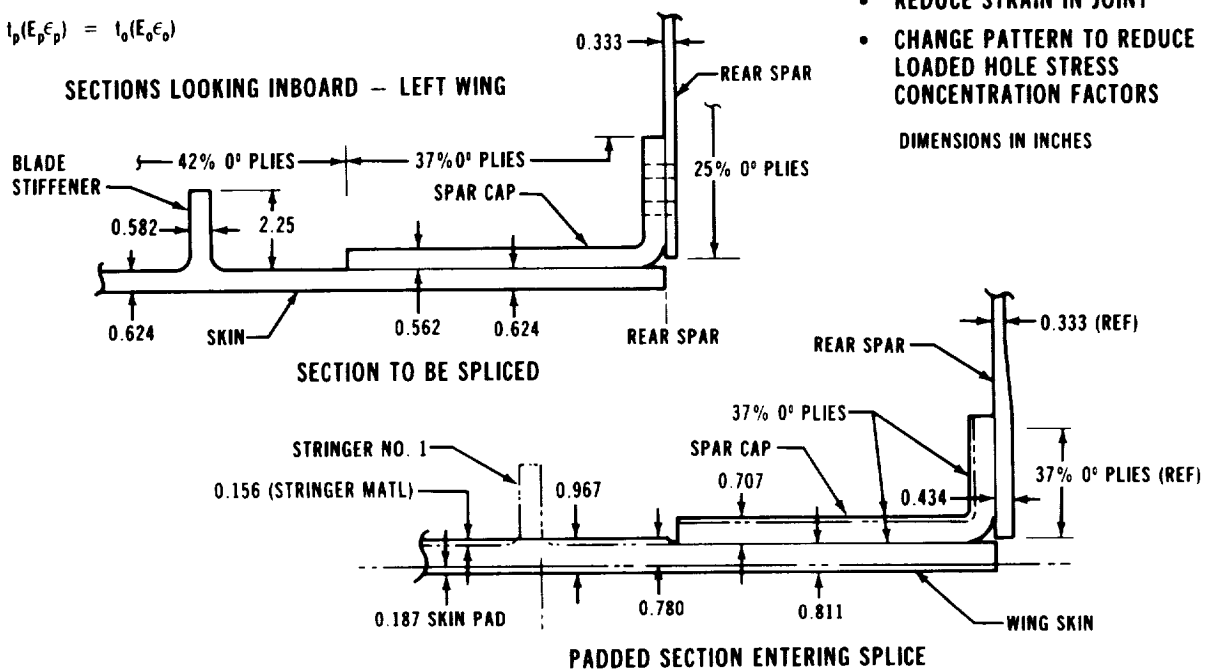 • REDUCE STRAIN IN JOINT
tₚ(Eₚϵₚ) = tₒ(Eₒϵₒ)
• CHANGE PATTERN TO REDUCE
LOADED HOLE STRESS
CONCENTRATION FACTORS
DIMENSIONS IN INCHES
SECTIONS LOOKING INBOARD – LEFT WING
0.333
REAR SPAR
BLADE
STIFFENER
42% 0° PLIES
37% 0° PLIES
25% 0° PLIES
SPAR CAP
0.582
2.25
0.624
SKIN
0.562
0.624
REAR SPAR
SECTION TO BE SPLICED
0.333 (REF)
REAR SPAR
37% 0° PLIES
STRINGER NO. 1
SPAR CAP
0.156 (STRINGER MATL)
0.967
0.707
0.434
37% 0° PLIES (REF)
0.187 SKIN PAD
0.780
0.811
WING SKIN
PADDED SECTION ENTERING SPLICE